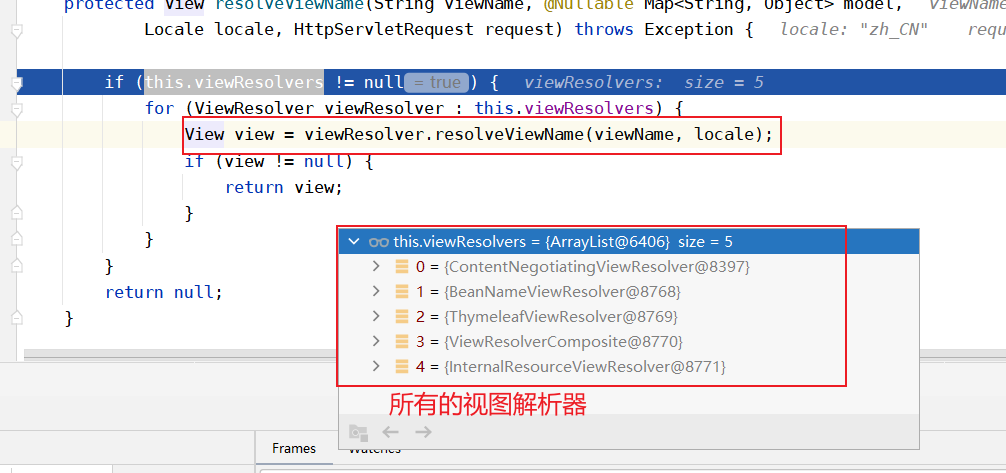 protected View resolveViewName(String viewName, @Nullable Map<String, Object> model,  viewName
Locale locale, HttpServletRequest request) throws Exception {  locale: "zh_CN"    requ
if (this.viewResolvers != null = true ) {  viewResolvers:  size = 5
for (ViewResolver viewResolver : this.viewResolvers) {
View view = viewResolver.resolveViewName(viewName, locale);
if (view != null) {
return view;
}
}
}
return null;
}
this.viewResolvers = {ArrayList@6406}  size = 5
0 = {ContentNegotiatingViewResolver@8397}
1 = {BeanNameViewResolver@8768}
2 = {ThymeleafViewResolver@8769}
3 = {ViewResolverComposite@8770}
4 = {InternalResourceViewResolver@8771}
所有的视图解析器
Frames
Watches